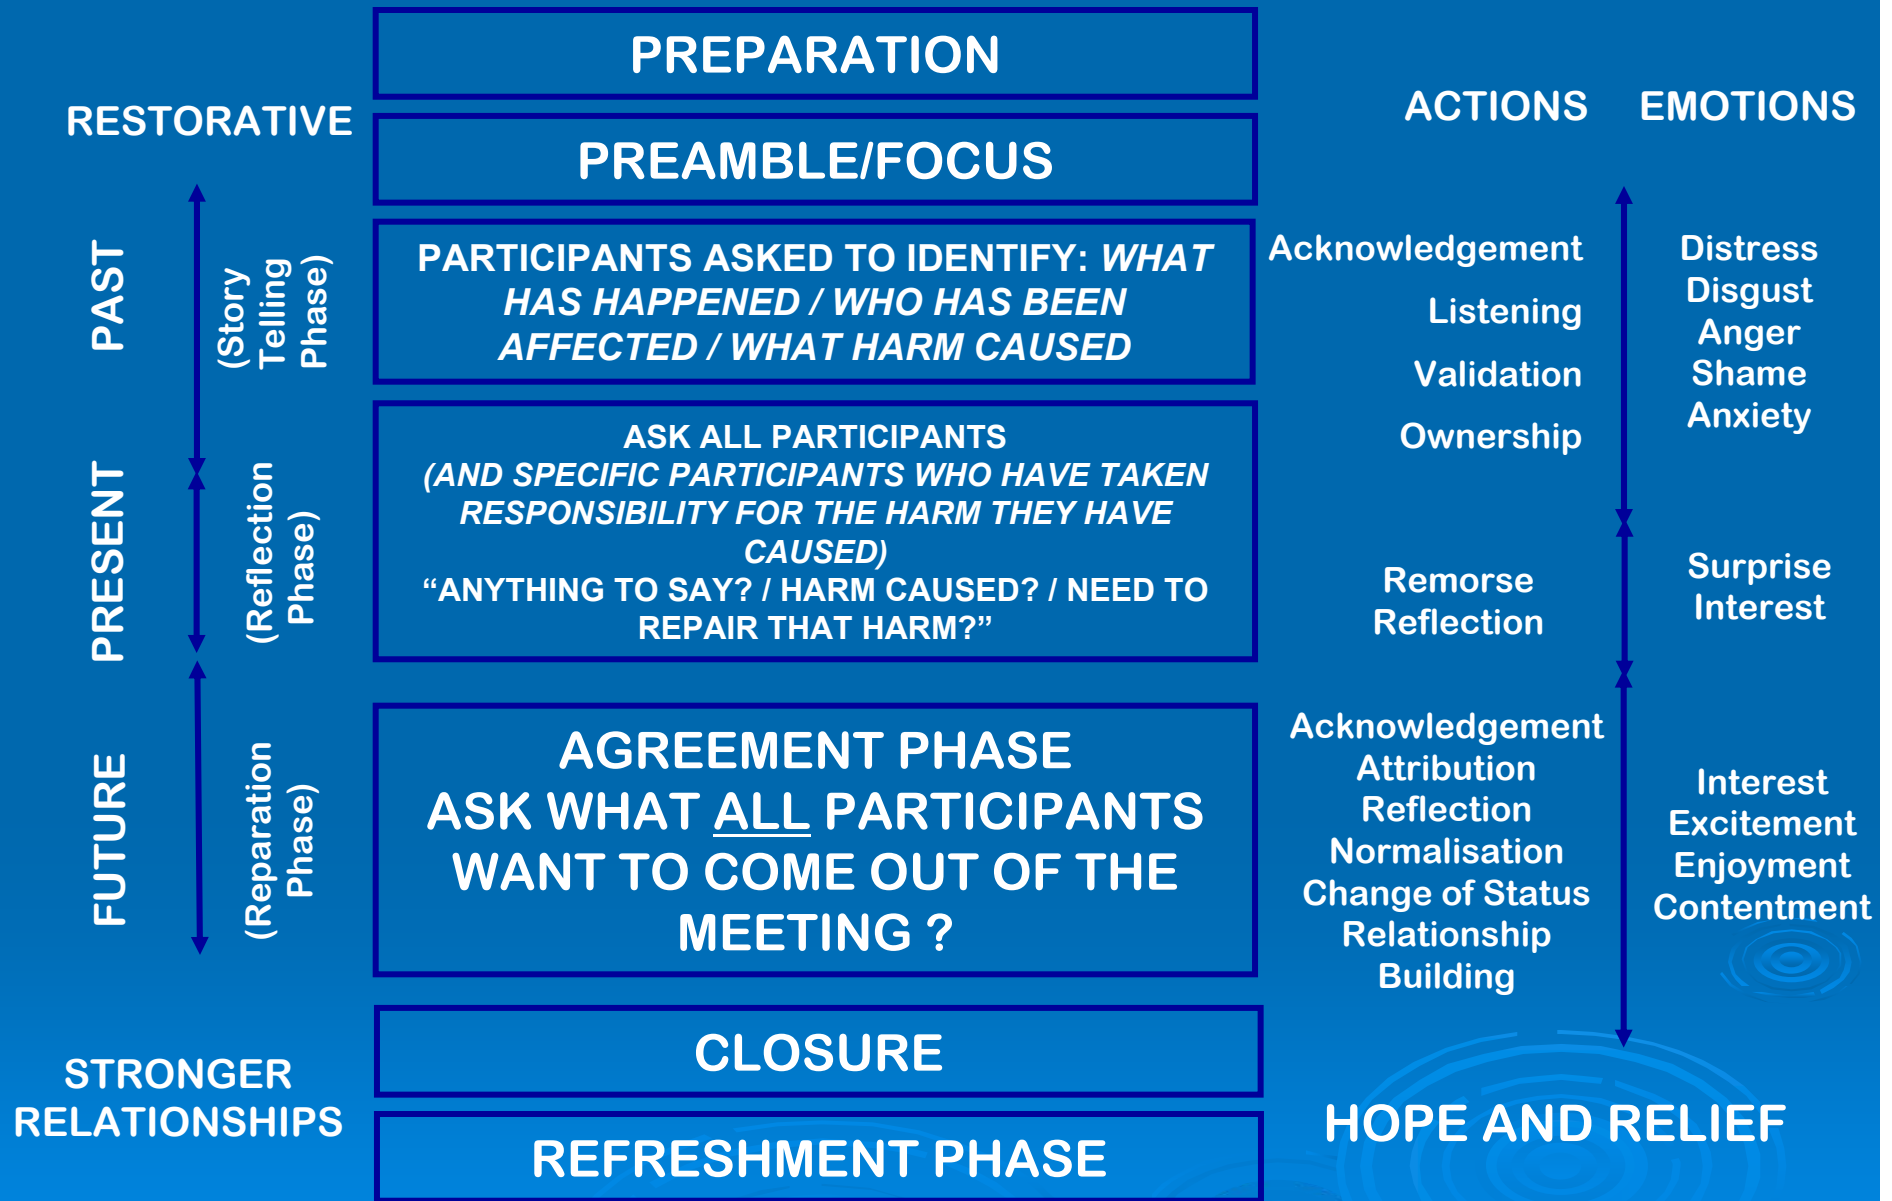 PREPARATION
RESTORATIVE
ACTIONS
EMOTIONS
PREAMBLE/FOCUS
PAST
(Story
Telling
Phase)
PARTICIPANTS ASKED TO IDENTIFY: WHAT
HAS HAPPENED / WHO HAS BEEN
AFFECTED / WHAT HARM CAUSED
Acknowledgement
Listening
Validation
Ownership
Distress
Disgust
Anger
Shame
Anxiety
PRESENT
(Reflection
Phase)
ASK ALL PARTICIPANTS
(AND SPECIFIC PARTICIPANTS WHO HAVE TAKEN
RESPONSIBILITY FOR THE HARM THEY HAVE
CAUSED)
“ANYTHING TO SAY? / HARM CAUSED? / NEED TO
REPAIR THAT HARM?”
Remorse
Reflection
Surprise
Interest
FUTURE
(Reparation
Phase)
AGREEMENT PHASE
ASK WHAT ALL PARTICIPANTS
WANT TO COME OUT OF THE
MEETING ?
Acknowledgement
Attribution
Reflection
Normalisation
Change of Status
Relationship
Building
Interest
Excitement
Enjoyment
Contentment
CLOSURE
STRONGER
RELATIONSHIPS
HOPE AND RELIEF
REFRESHMENT PHASE